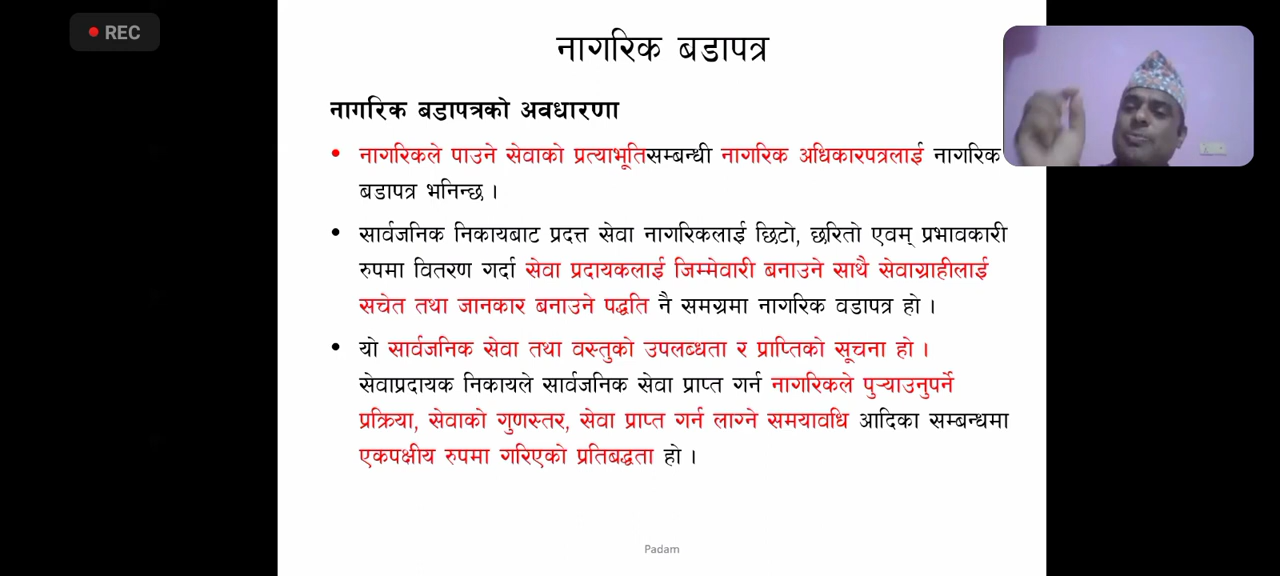 REC
नागरिक बडापत्र
नागरिक बडापत्रको अवधारणा
• नागरिकले पाउने सेवाको प्रत्याभूतिसम्बन्धी नागरिक अधिकारपत्रलाई नागरिक
बडापत्र भनिन्छ ।
• सार्वजनिक निकायबाट प्रदत्त सेवा नागरिकलाई छिटो, छरितो एवम् प्रभावकारी
रुपमा वितरण गर्दा सेवा प्रदायकलाई जिम्मेवारी बनाउने साथै सेवाग्राहीलाई
सचेत तथा जानकार बनाउने पद्धति नै समग्रमा नागरिक वडापत्र हो ।
• यो सार्वजनिक सेवा तथा वस्तुको उपलब्धता र प्राप्तिको सूचना हो ।
सेवाप्रदायक निकायले सार्वजनिक सेवा प्राप्त गर्न नागरिकले पुर्‍याउनुपर्ने
प्रक्रिया, सेवाको गुणस्तर, सेवा प्राप्त गर्न लाग्ने समयावधि आदिका सम्बन्धमा
एकपक्षीय रुपमा गरिएको प्रतिबद्धता हो ।
Padam